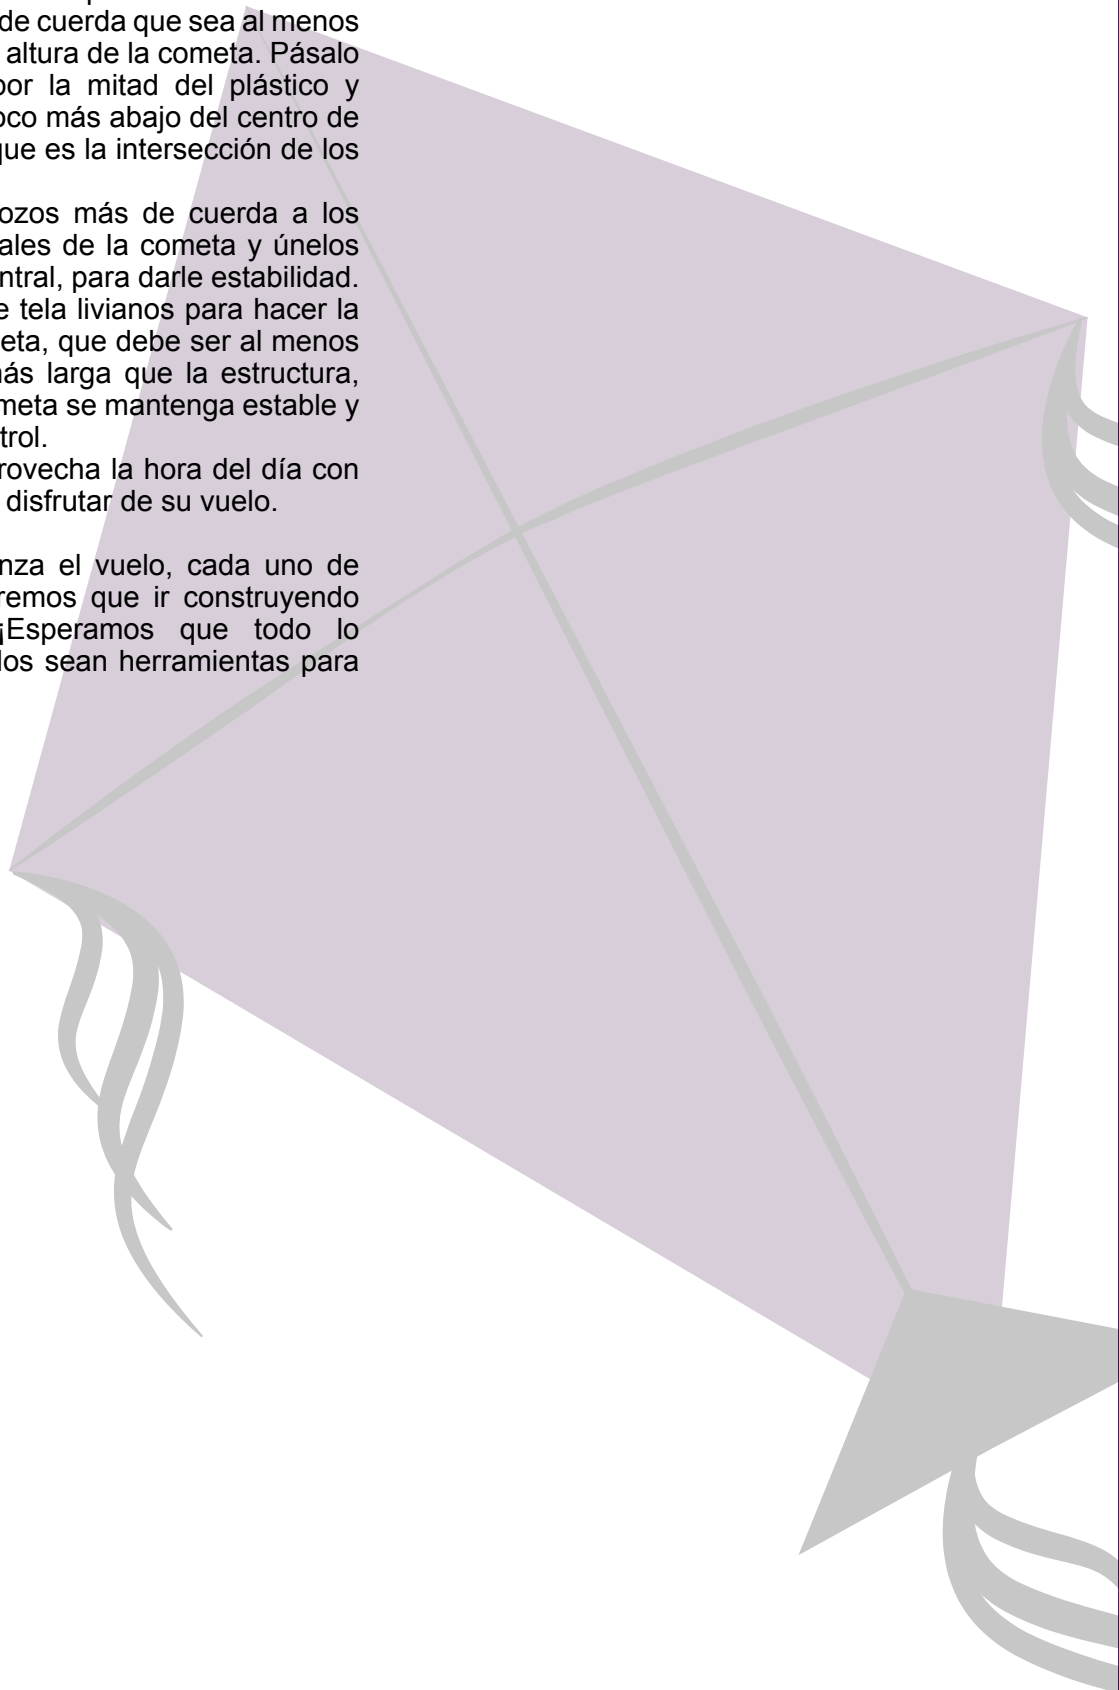 de cuerda que sea al menos
altura de la cometa. Pásalo
por la mitad del plástico y
oco más abajo del centro de
que es la intersección de los
ozos más de cuerda a los
ales de la cometa y únelos
ntral, para darle estabilidad.
e tela livianos para hacer la
eta, que debe ser al menos
más larga que la estructura,
meta se mantenga estable y
trol.
rovecha la hora del día con
disfrutar de su vuelo.
nza el vuelo, cada uno de
remos que ir construyendo
¡Esperamos que todo lo
los sean herramientas para